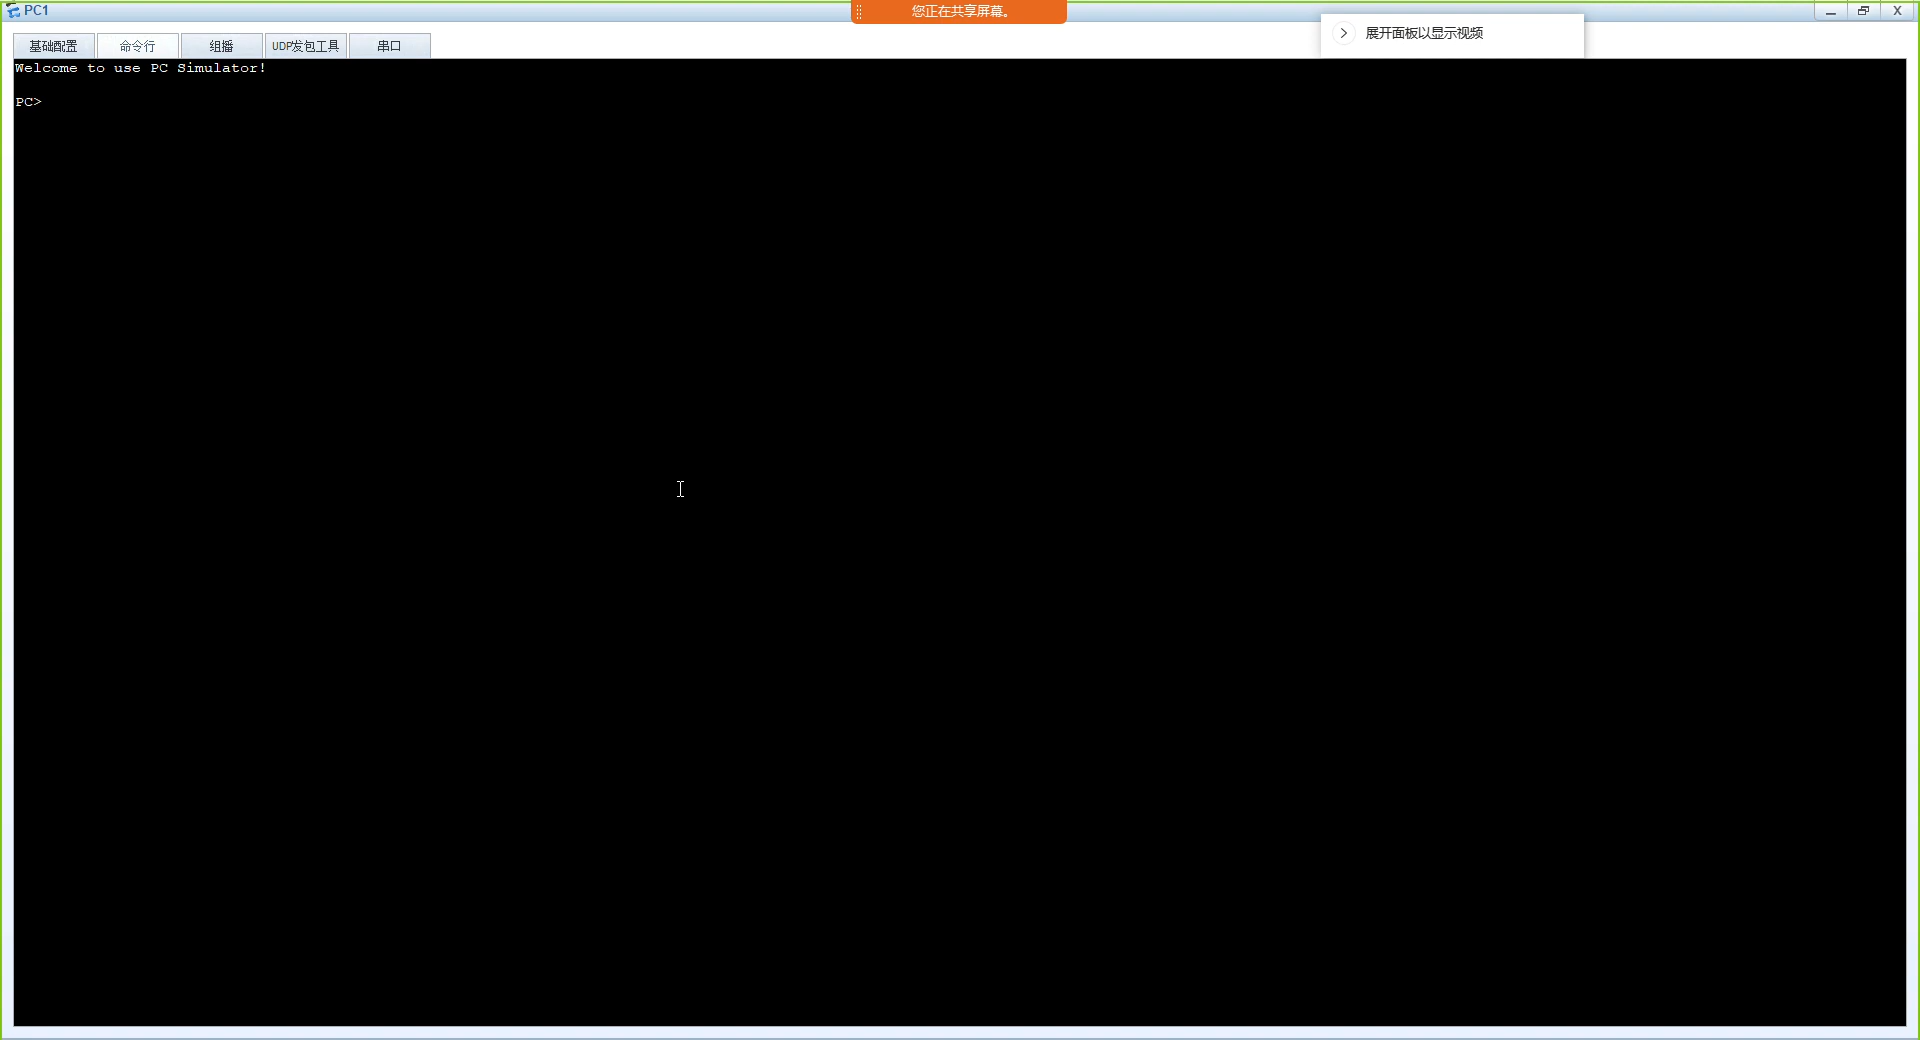 PC1
您正在共享屏幕。
展开面板以显示视频
基础配置
命令行
组播
UDP发包工具
串口
Welcome to use PC Simulator!
PC>